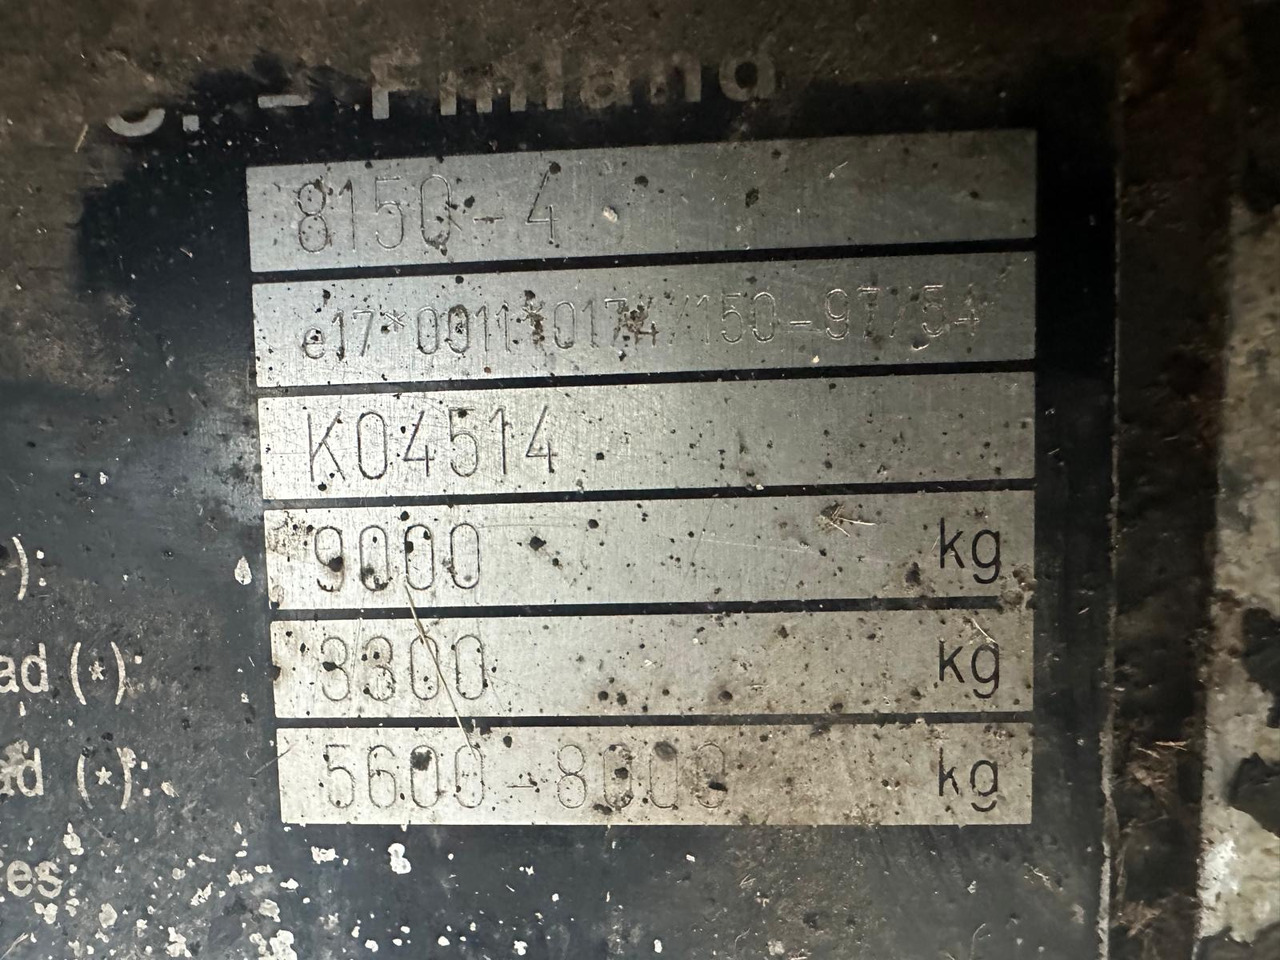 . - Finland
8150-4
e17*0011*0174/150-97/54
K04514
): 9000 kg
ad (*): 3300 kg
ad (*): 5600-8000 kg
es: